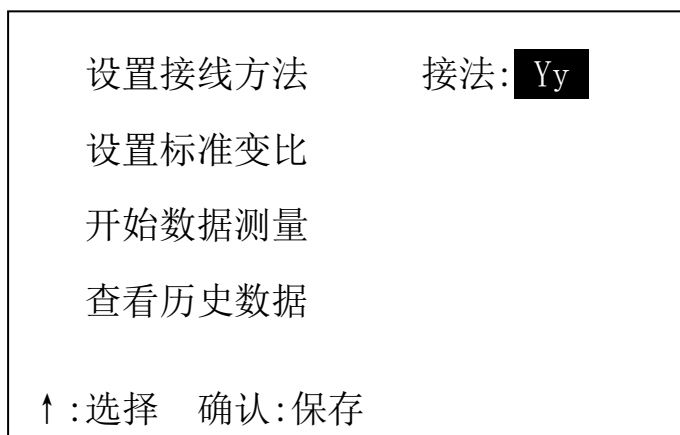 设置接线方法 接法: Yy
设置标准变比
开始数据测量
查看历史数据
↑:选择 确认:保存